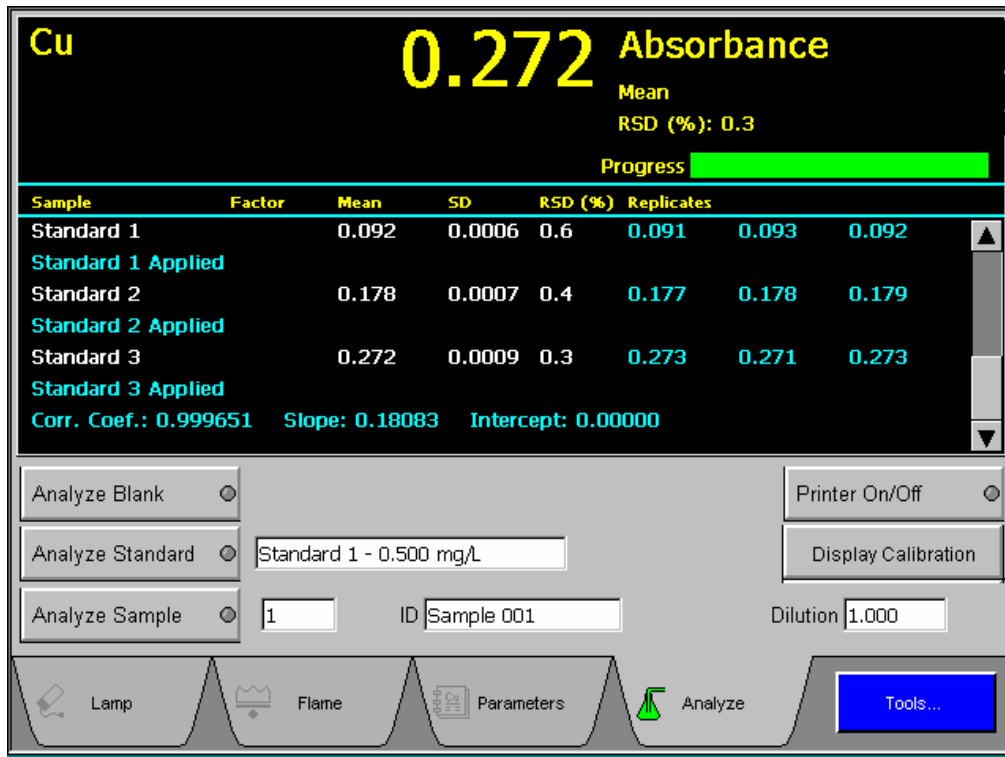 Cu 0.272 Absorbance
Mean
RSD (%): 0.3
Progress
Sample Factor Mean SD RSD (%) Replicates
Standard 1 0.092 0.0006 0.6 0.091 0.093 0.092
Standard 1 Applied
Standard 2 0.178 0.0007 0.4 0.177 0.178 0.179
Standard 2 Applied
Standard 3 0.272 0.0009 0.3 0.273 0.271 0.273
Standard 3 Applied
Corr. Coef.: 0.999651 Slope: 0.18083 Intercept: 0.00000
Analyze Blank Printer On/Off
Analyze Standard Standard 1 - 0.500 mg/L Display Calibration
Analyze Sample 1 ID Sample 001 Dilution 1.000
Lamp Flame Cu Parameters Analyze Tools...